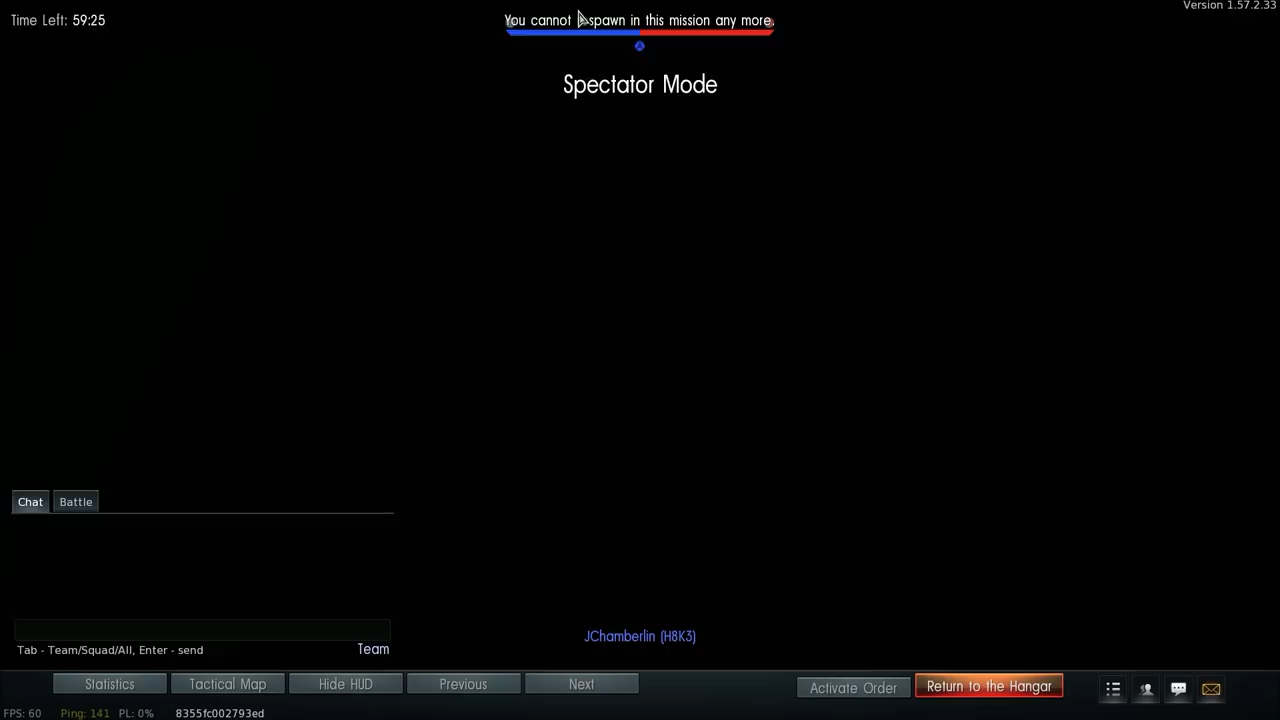 Version 1.57.2.33
Time Left: 59:25
You cannot spawn in this mission any more.
A
Spectator Mode
Chat
Battle
JChamberlin (H8K3)
Tab - Team/Squad/All, Enter - send
Team
Statistics
Tactical Map
Hide HUD
Previous
Next
Activate Order
Return to the Hangar
FPS: 60 Ping: 141 PL: 0% 8355fc002793ed